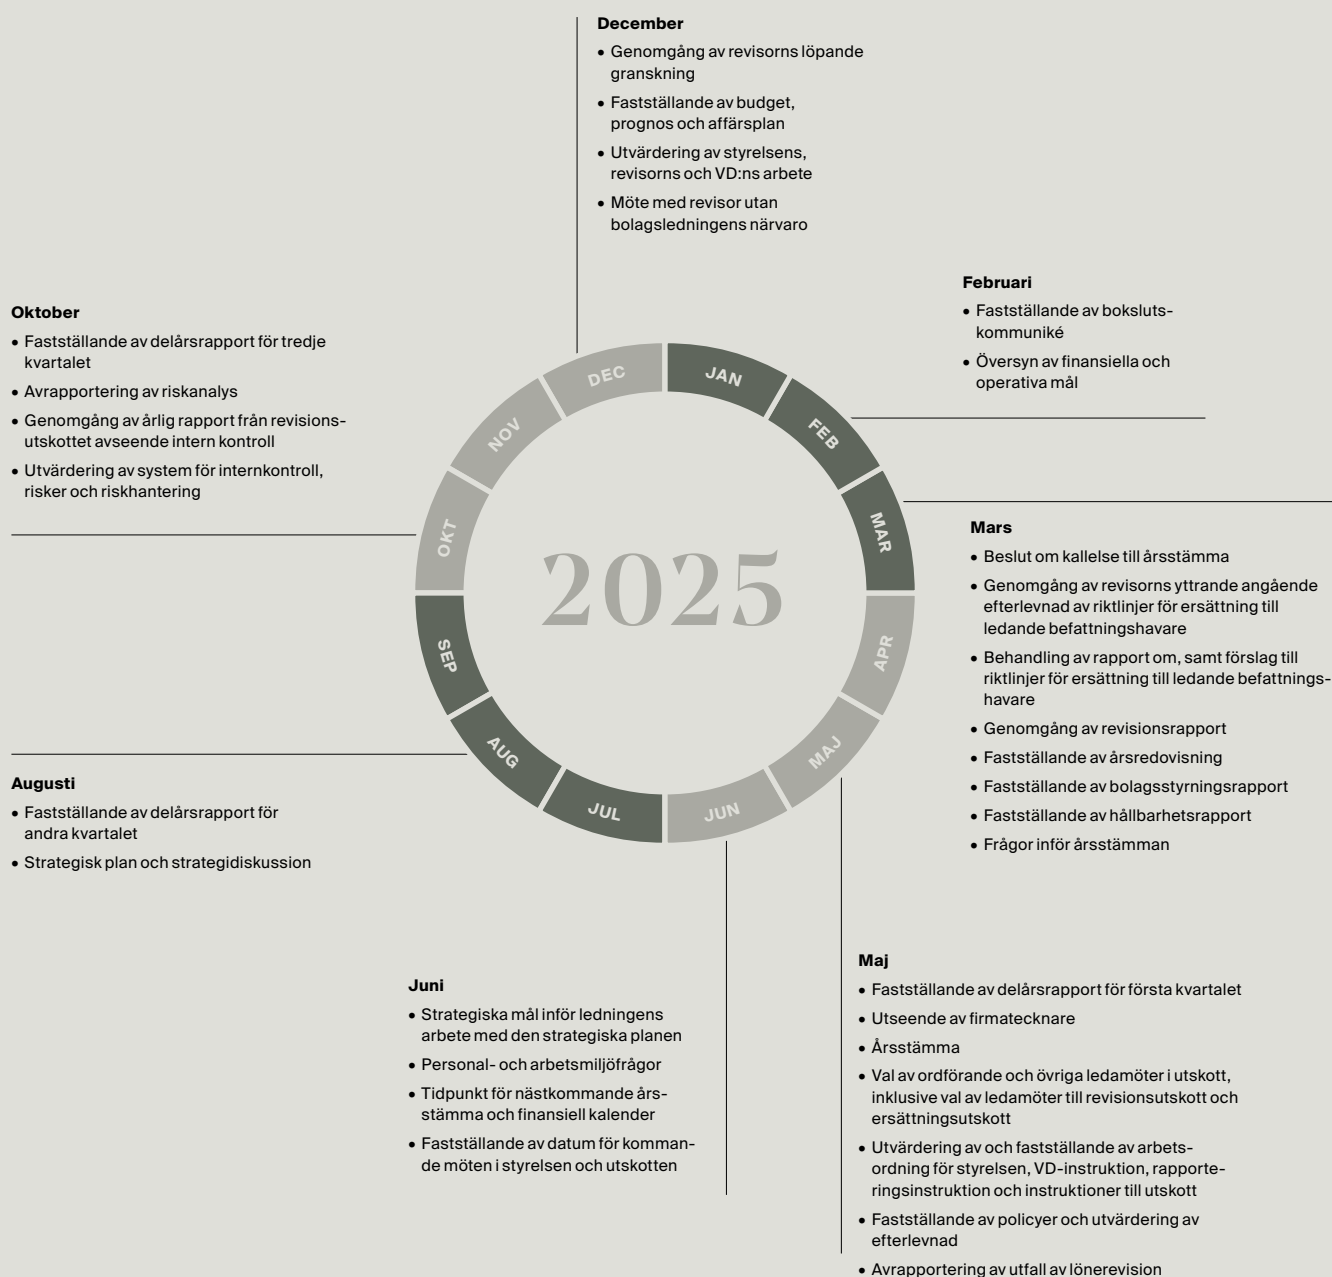 December
• Genomgång av revisorns löpande
granskning
• Fastställande av budget,
prognos och affärsplan
• Utvärdering av styrelsens,
revisorns och VD:ns arbete
• Möte med revisor utan
bolagsledningens närvaro
Februari
• Fastställande av boksluts-
kommuniké
• Översyn av finansiella och
operativa mål
Oktober
• Fastställande av delårsrapport för tredje
kvartalet
• Avrapportering av riskanalys
• Genomgång av årlig rapport från revisions-
utskottet avseende intern kontroll
• Utvärdering av system för internkontroll,
risker och riskhantering
JAN
FEB
MAR
APR
MAJ
JUN
JUL
AUG
SEP
OKT
NOV
DEC
2025
Mars
• Beslut om kallelse till årsstämma
• Genomgång av revisorns yttrande angående
efterlevnad av riktlinjer för ersättning till
ledande befattningshavare
• Behandling av rapport om, samt förslag till
riktlinjer för ersättning till ledande befattnings-
havare
• Genomgång av revisionsrapport
• Fastställande av årsredovisning
• Fastställande av bolagsstyrningsrapport
• Fastställande av hållbarhetsrapport
• Frågor inför årsstämman
Augusti
• Fastställande av delårsrapport för
andra kvartalet
• Strategisk plan och strategidiskussion
Juni
• Strategiska mål inför ledningens
arbete med den strategiska planen
• Personal- och arbetsmiljöfrågor
• Tidpunkt för nästkommande års-
stämma och finansiell kalender
• Fastställande av datum för komman-
de möten i styrelsen och utskotten
Maj
• Fastställande av delårsrapport för första kvartalet
• Utseende av firmatecknare
• Årsstämma
• Val av ordförande och övriga ledamöter i utskott,
inklusive val av ledamöter till revisionsutskott och
ersättningsutskott
• Utvärdering av och fastställande av arbets-
ordning för styrelsen, VD-instruktion, rapporte-
ringsinstruktion och instruktioner till utskott
• Fastställande av policyer och utvärdering av
efterlevnad
• Avrapportering av utfall av lönerevision